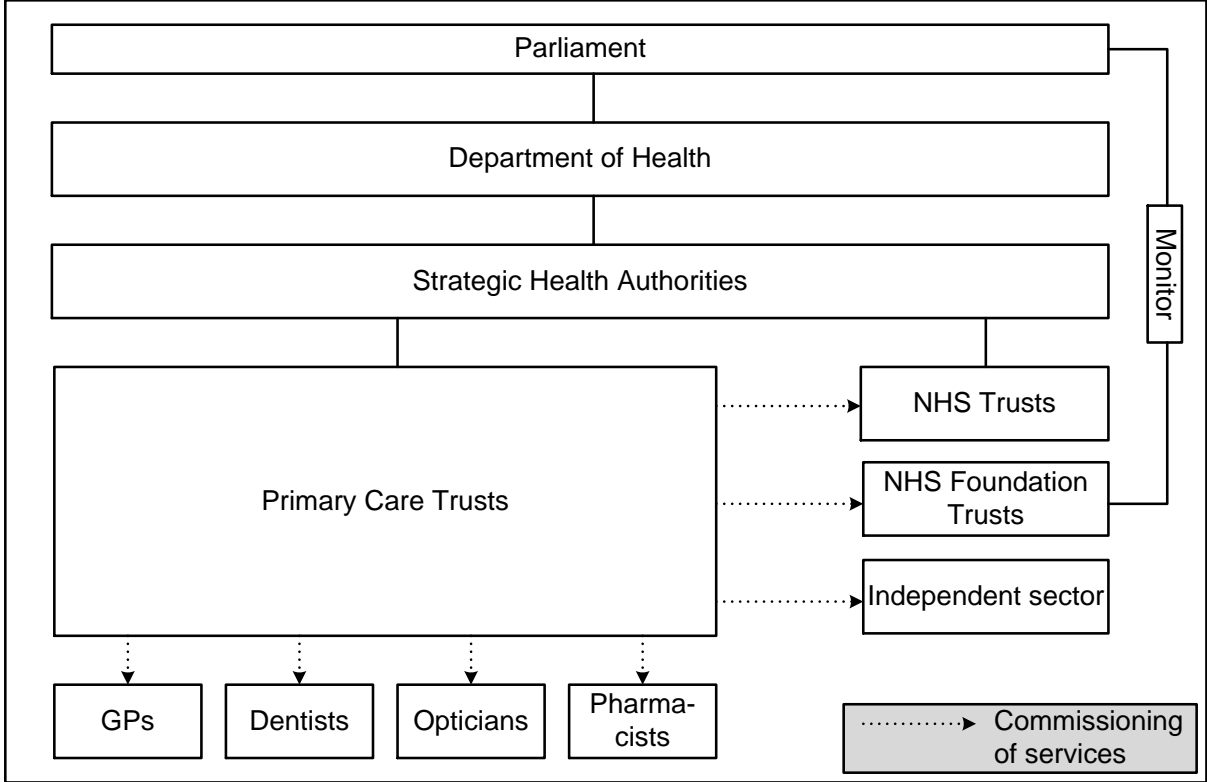 Parliament
Department of Health
Strategic Health Authorities
Monitor
Primary Care Trusts
NHS Trusts
NHS Foundation
Trusts
Independent sector
GPs
Dentists
Opticians
Pharma-
cists
Commissioning
of services